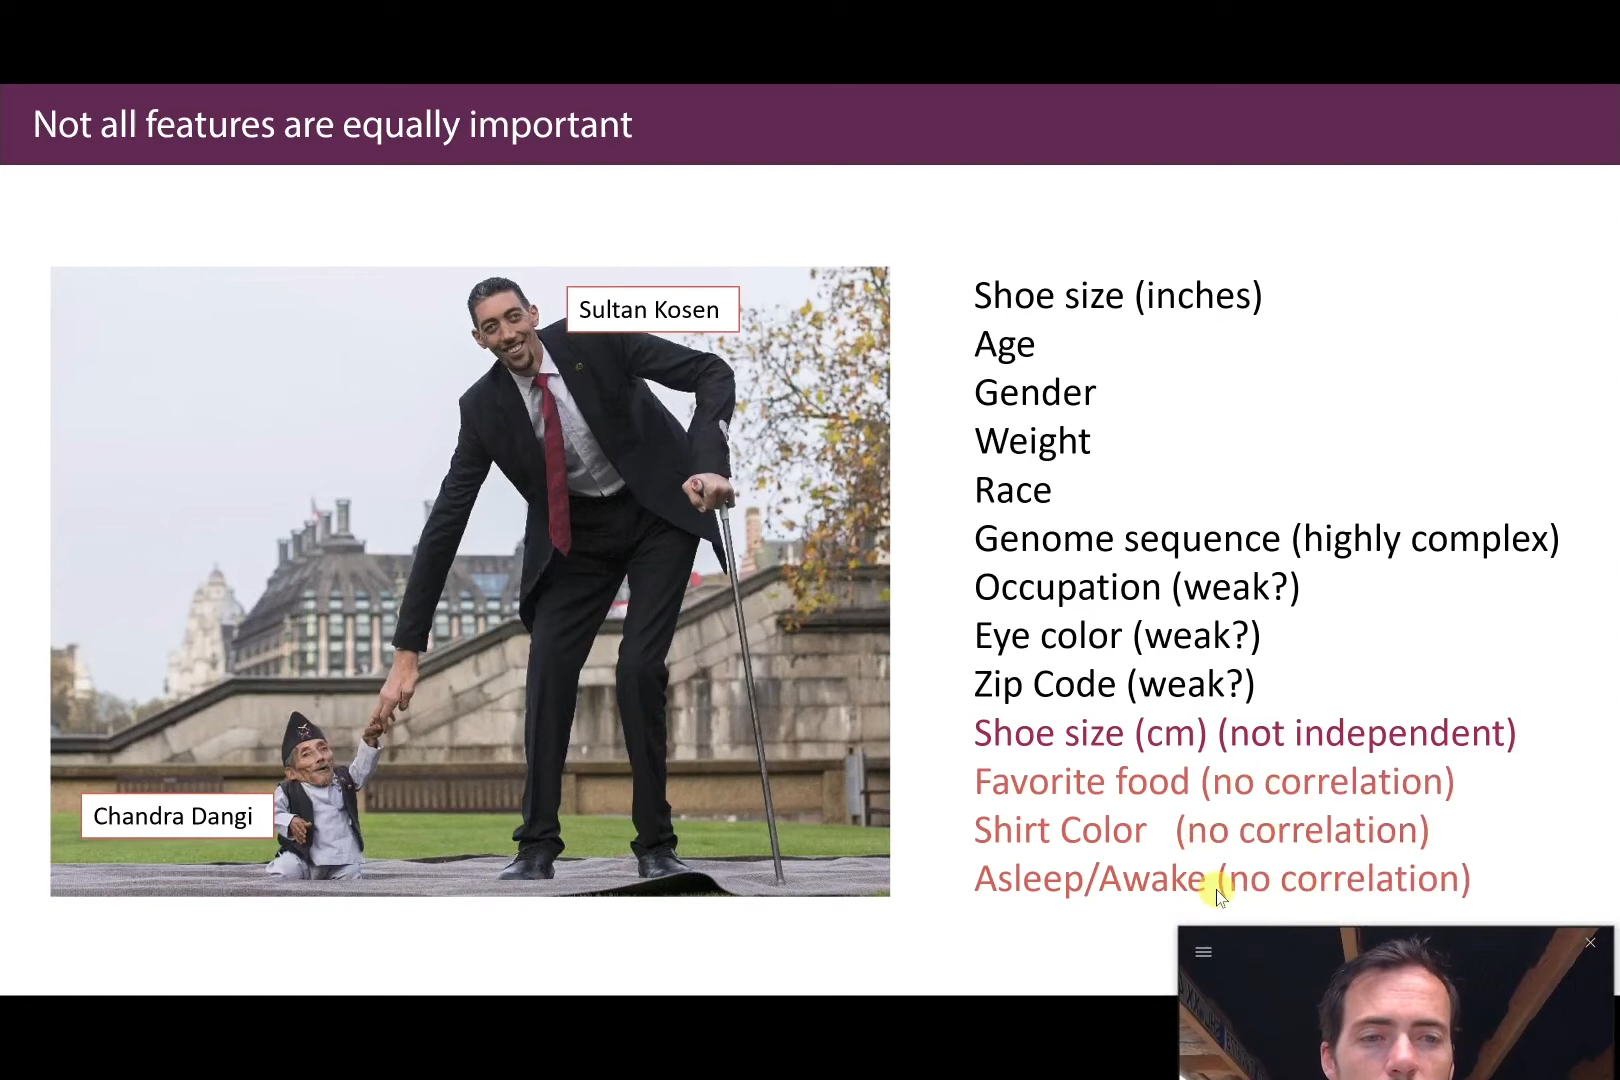 Not all features are equally important
Sultan Kosen
Chandra Dangi
Shoe size (inches)
Age
Gender
Weight
Race
Genome sequence (highly complex)
Occupation (weak?)
Eye color (weak?)
Zip Code (weak?)
Shoe size (cm) (not independent)
Favorite food (no correlation)
Shirt Color (no correlation)
Asleep/Awake (no correlation)